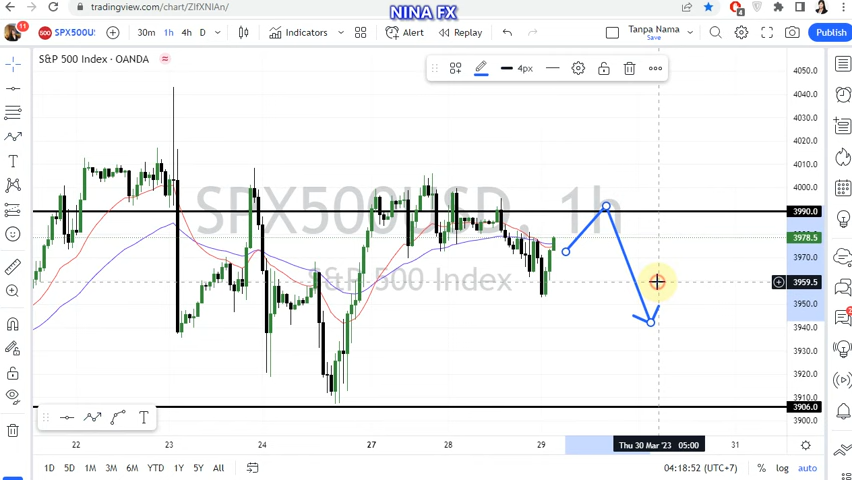 NINA FX
tradingview.com/chart/ZIfXNIAn/
11
500
SPX500U
30m
1h
4h
D
Indicators
Alert
Replay
Tanpa Nama
Save
Publish
S&P 500 Index · OANDA
4px
SPX500USD, 1h
S&P 500 Index
4050.0
4040.0
4030.0
4020.0
4010.0
4000.0
3990.0
3978.5
3970.0
3959.5
3950.0
3940.0
3930.0
3920.0
3910.0
3906.0
3900.0
22
23
24
27
28
29
Thu 30 Mar '23 05:00
31
1D
5D
1M
3M
6M
YTD
1Y
5Y
All
04:18:52 (UTC+7)
%
log
auto